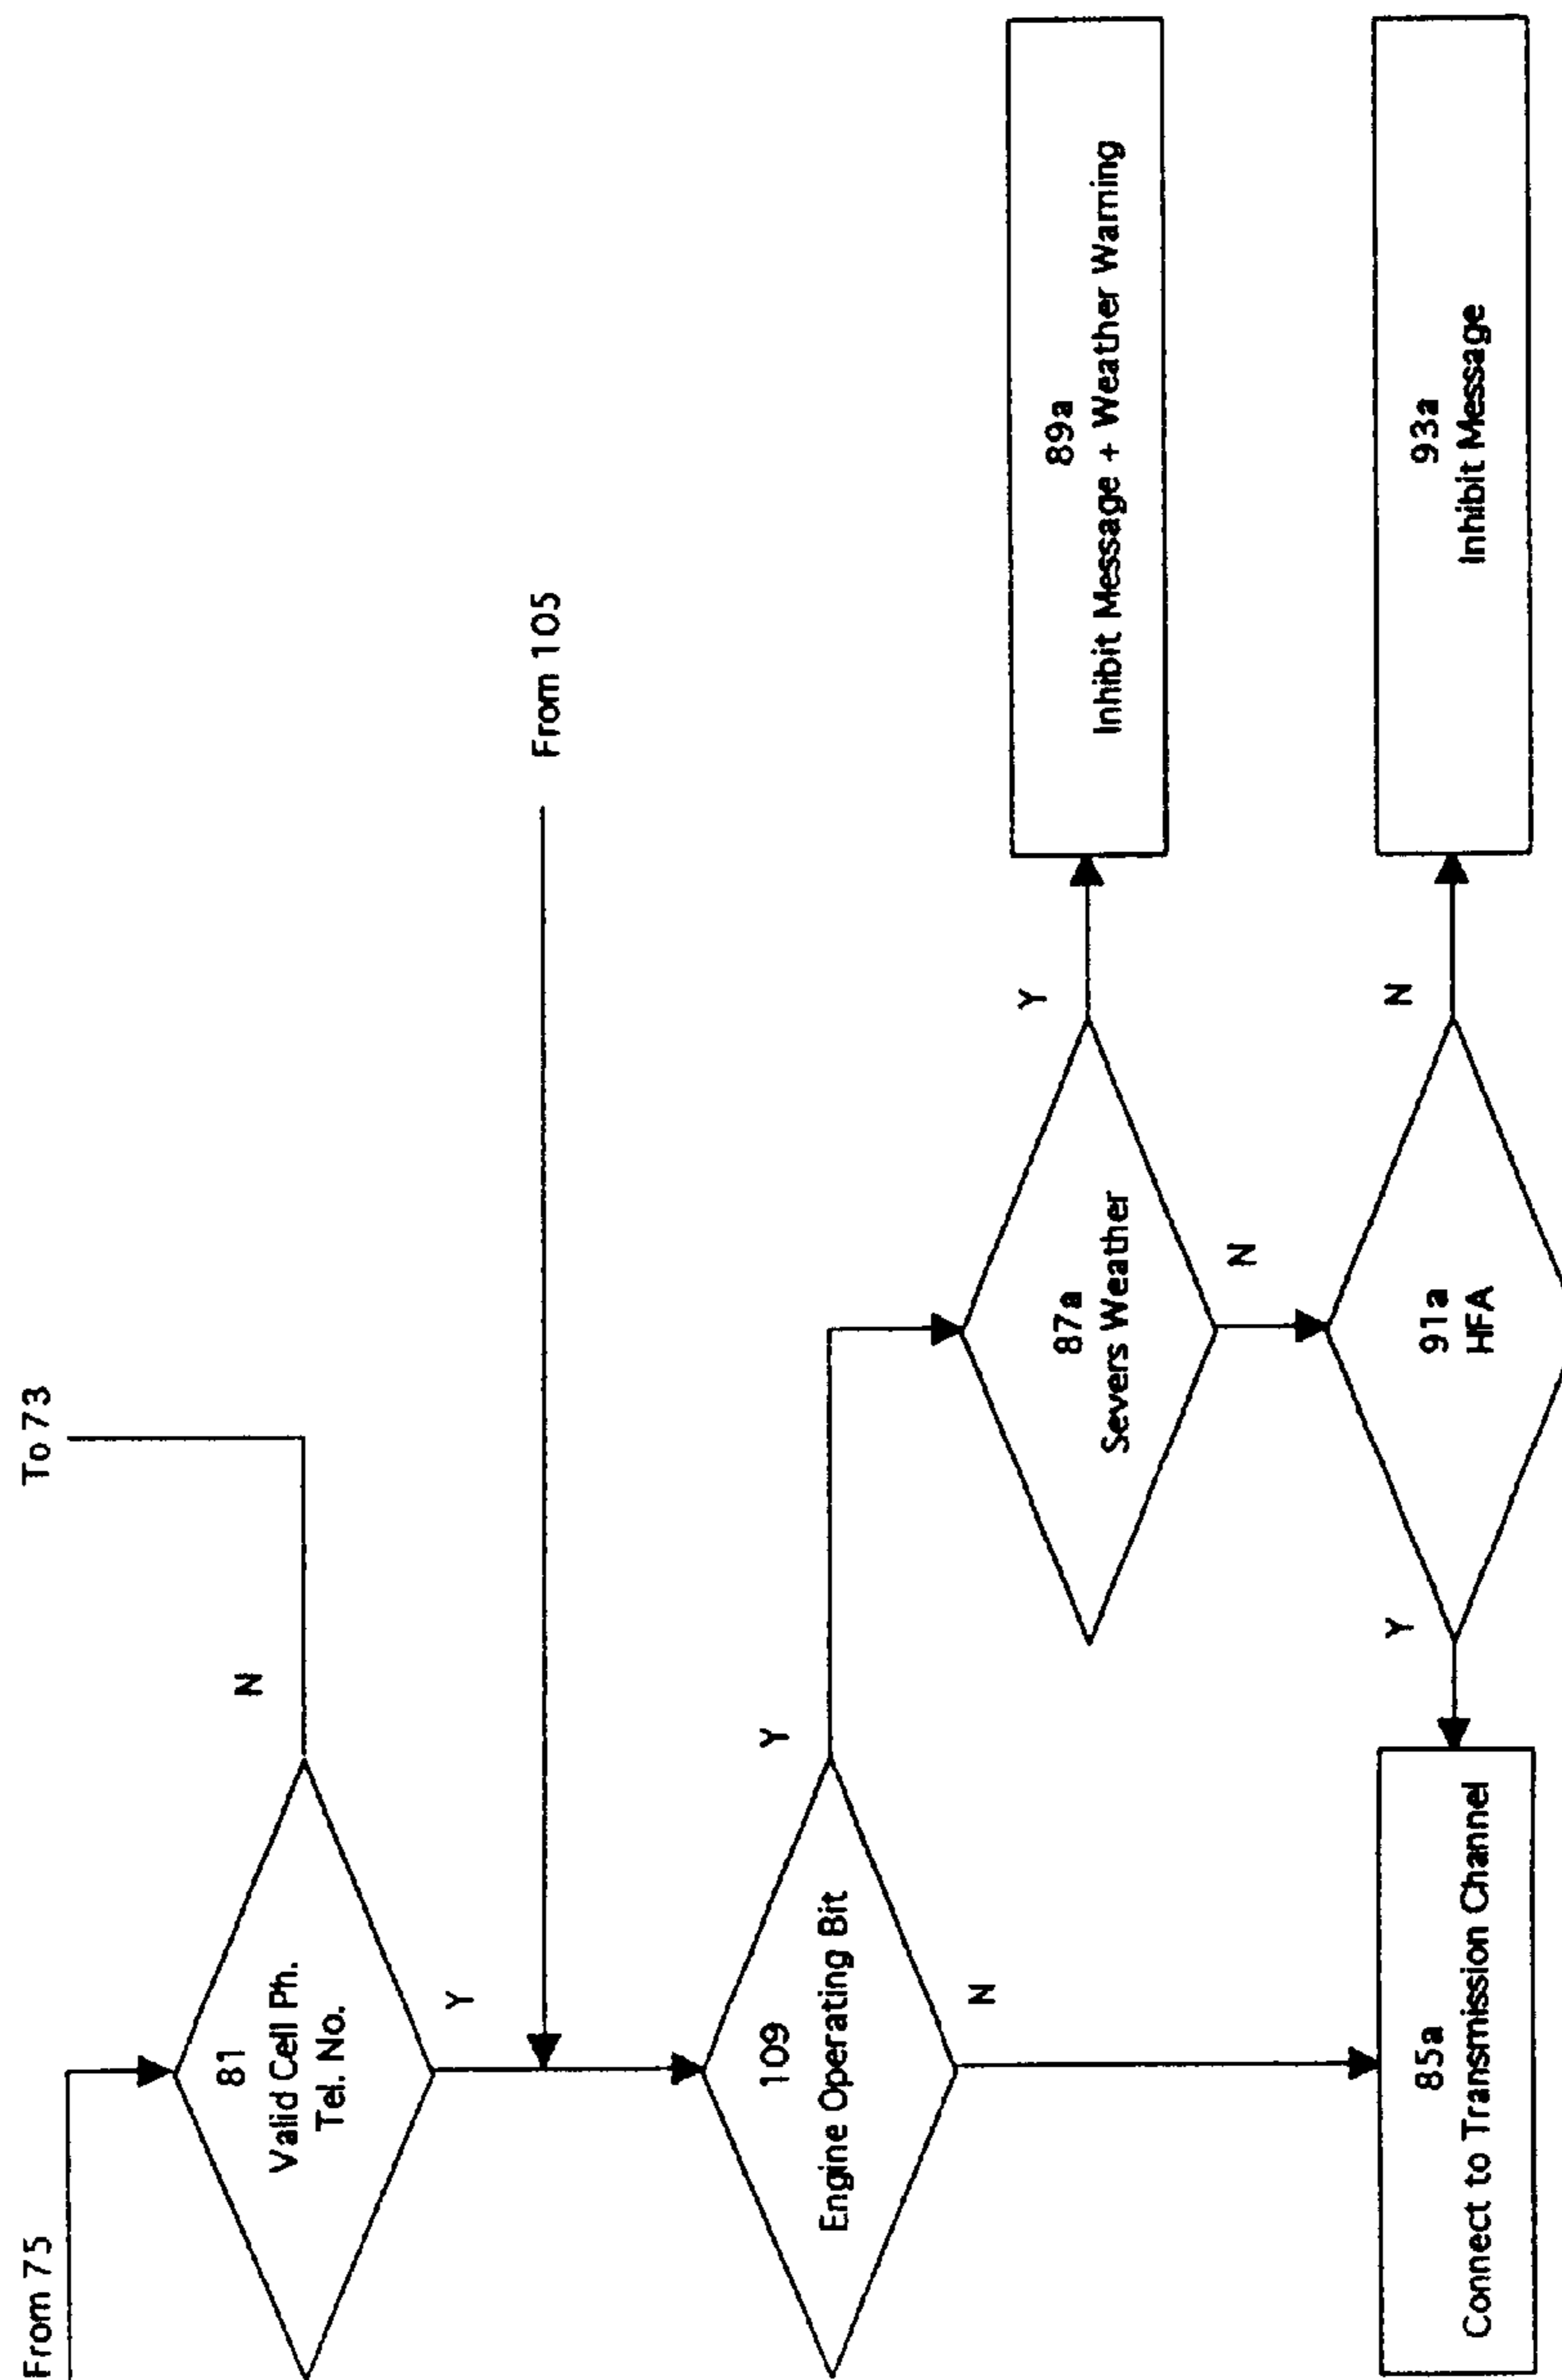 From 75
To 73
81
Valid Cell Ph.
Tel. No.
N
Y
From 105
109
Engine Operating Bit
Y
N
87a
Severs Weather
Y
N
89a
Inhibit Message + Weather Warning
91a
HFA
Y
N
93a
Inhibit Message
85a
Connect to Transmission Channel